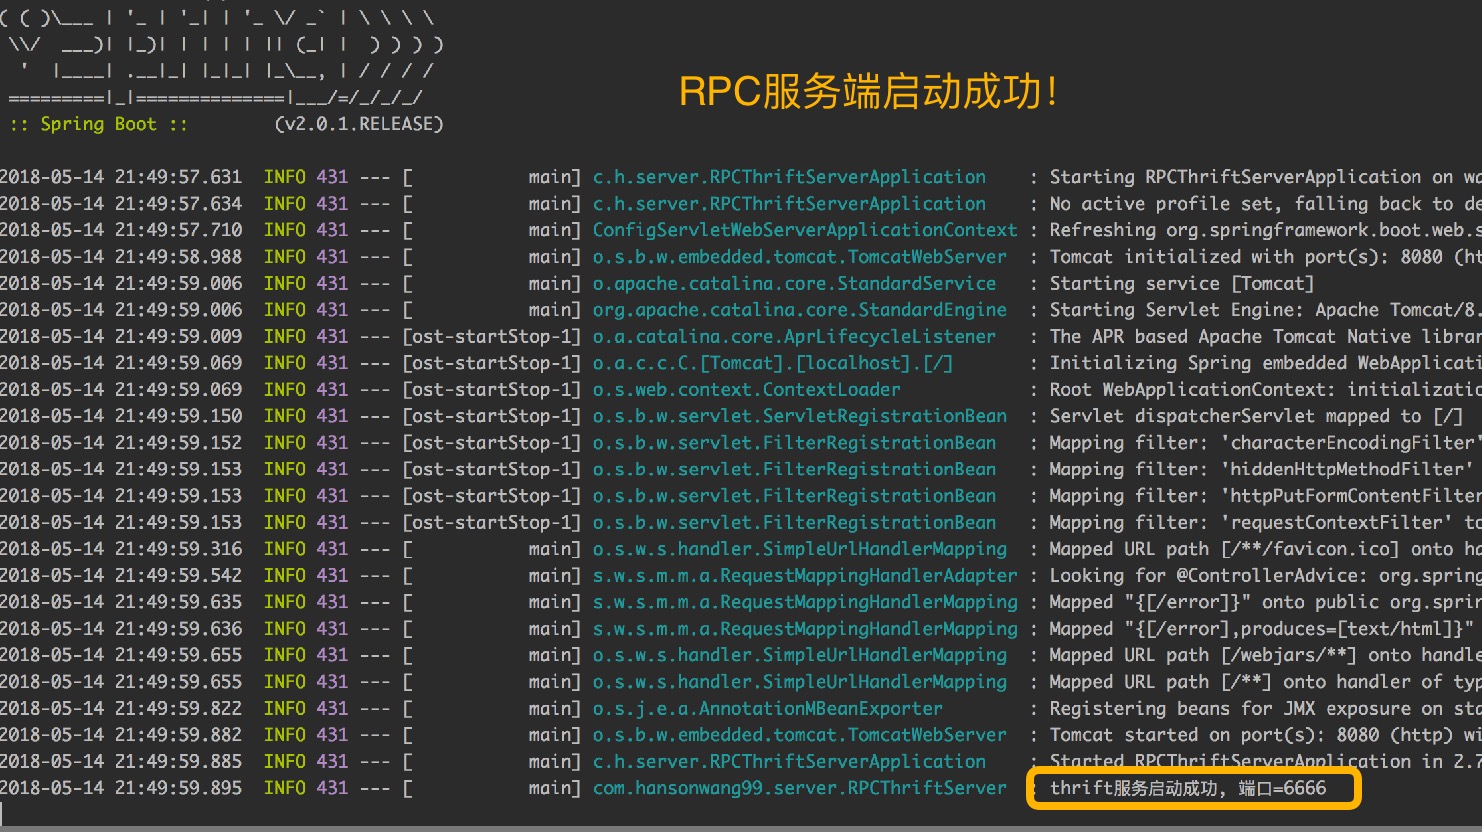 ( ( )\___ | '_ | '_| | '_ \/ _` | \ \ \ \
\\/ ___)| |_)| | | | | || (_| | ) ) ) )
' |____| .__|_| |_|_| |_\__, | / / / /
=========|_|==============|___/=/_/_/_/
:: Spring Boot :: (v2.0.1.RELEASE)
RPC服务端启动成功！
2018-05-14 21:49:57.631 INFO 431 --- [ main] c.h.server.RPCThriftServerApplication : Starting RPCThriftServerApplication on
2018-05-14 21:49:57.634 INFO 431 --- [ main] c.h.server.RPCThriftServerApplication : No active profile set, falling back to de
2018-05-14 21:49:57.710 INFO 431 --- [ main] ConfigServletWebServerApplicationContext : Refreshing org.springframework.boot.web.s
2018-05-14 21:49:58.988 INFO 431 --- [ main] o.s.b.w.embedded.tomcat.TomcatWebServer : Tomcat initialized with port(s): 8080 (ht
2018-05-14 21:49:59.006 INFO 431 --- [ main] o.apache.catalina.core.StandardService : Starting service [Tomcat]
2018-05-14 21:49:59.006 INFO 431 --- [ main] org.apache.catalina.core.StandardEngine : Starting Servlet Engine: Apache Tomcat/8.
2018-05-14 21:49:59.009 INFO 431 --- [ost-startStop-1] o.a.catalina.core.AprLifecycleListener : The APR based Apache Tomcat Native librar
2018-05-14 21:49:59.069 INFO 431 --- [ost-startStop-1] o.a.c.c.C.[Tomcat].[localhost].[/] : Initializing Spring embedded WebApplicati
2018-05-14 21:49:59.069 INFO 431 --- [ost-startStop-1] o.s.web.context.ContextLoader : Root WebApplicationContext: initializatio
2018-05-14 21:49:59.150 INFO 431 --- [ost-startStop-1] o.s.b.w.servlet.ServletRegistrationBean : Servlet dispatcherServlet mapped to [/]
2018-05-14 21:49:59.152 INFO 431 --- [ost-startStop-1] o.s.b.w.servlet.FilterRegistrationBean : Mapping filter: 'characterEncodingFilter'
2018-05-14 21:49:59.153 INFO 431 --- [ost-startStop-1] o.s.b.w.servlet.FilterRegistrationBean : Mapping filter: 'hiddenHttpMethodFilter'
2018-05-14 21:49:59.153 INFO 431 --- [ost-startStop-1] o.s.b.w.servlet.FilterRegistrationBean : Mapping filter: 'httpPutFormContentFilter
2018-05-14 21:49:59.153 INFO 431 --- [ost-startStop-1] o.s.b.w.servlet.FilterRegistrationBean : Mapping filter: 'requestContextFilter' to
2018-05-14 21:49:59.316 INFO 431 --- [ main] o.s.w.s.handler.SimpleUrlHandlerMapping : Mapped URL path [/**/favicon.ico] onto ha
2018-05-14 21:49:59.542 INFO 431 --- [ main] s.w.s.m.m.a.RequestMappingHandlerAdapter : Looking for @ControllerAdvice: org.spring
2018-05-14 21:49:59.635 INFO 431 --- [ main] s.w.s.m.m.a.RequestMappingHandlerMapping : Mapped "{[/error]}" onto public org.sprin
2018-05-14 21:49:59.636 INFO 431 --- [ main] s.w.s.m.m.a.RequestMappingHandlerMapping : Mapped "{[/error],produces=[text/html]}"
2018-05-14 21:49:59.655 INFO 431 --- [ main] o.s.w.s.handler.SimpleUrlHandlerMapping : Mapped URL path [/webjars/**] onto handle
2018-05-14 21:49:59.655 INFO 431 --- [ main] o.s.w.s.handler.SimpleUrlHandlerMapping : Mapped URL path [/**] onto handler of typ
2018-05-14 21:49:59.822 INFO 431 --- [ main] o.s.j.e.a.AnnotationMBeanExporter : Registering beans for JMX exposure on sta
2018-05-14 21:49:59.882 INFO 431 --- [ main] o.s.b.w.embedded.tomcat.TomcatWebServer : Tomcat started on port(s): 8080 (http) wi
2018-05-14 21:49:59.885 INFO 431 --- [ main] c.h.server.RPCThriftServerApplication : Started RPCThriftServerApplication in 2.7
2018-05-14 21:49:59.895 INFO 431 --- [ main] com.hansonwang99.server.RPCThriftServer : thrift服务启动成功, 端口=6666